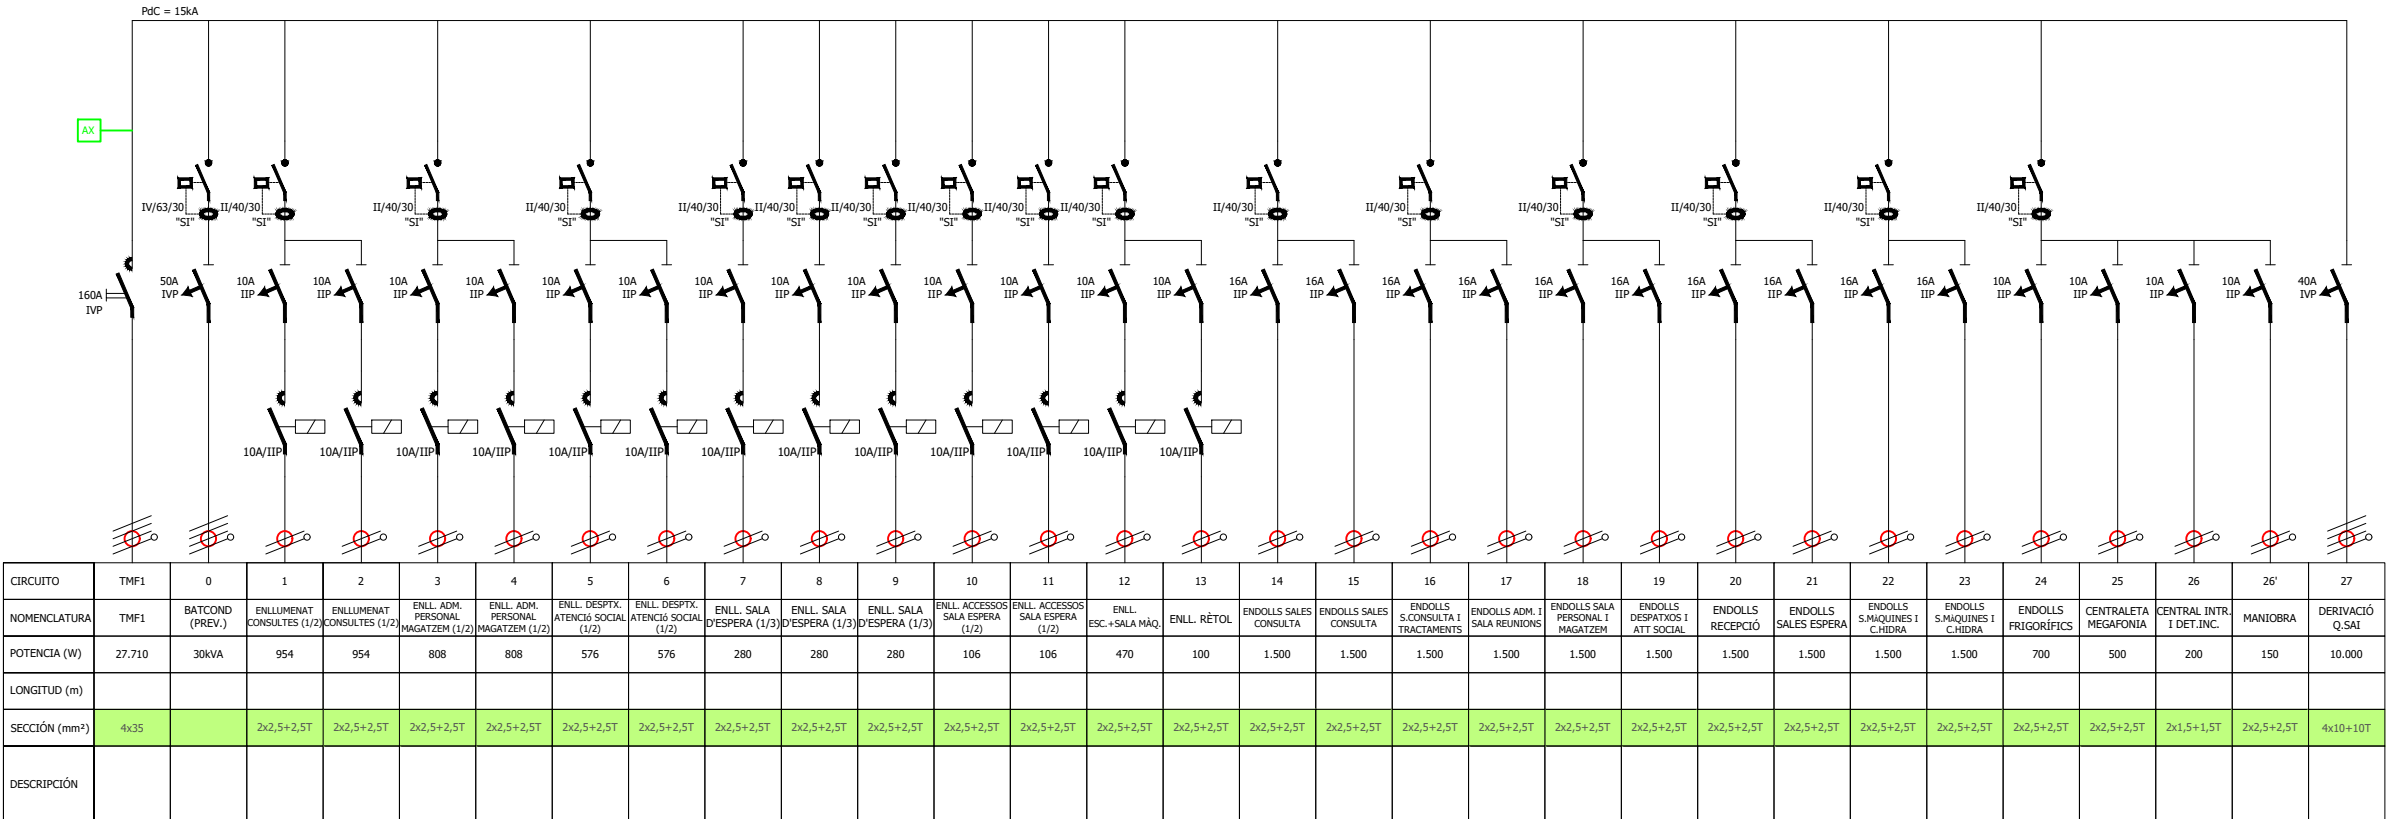 PdC = 15kA
AX
IV/63/30 II/40/30 II/40/30 II/40/30 II/40/30 II/40/30 II/40/30 II/40/30 II/40/30 II/40/30 II/40/30 II/40/30 II/40/30 II/40/30 II/40/30 II/40/30
"SI" "SI" "SI" "SI" "SI" "SI" "SI" "SI" "SI" "SI" "SI" "SI" "SI" "SI" "SI" "SI"
50A 10A 10A 10A 10A 10A 10A 10A 10A 10A 10A 10A 10A 10A 16A 16A 16A 16A 16A 16A 16A 16A 16A 16A 10A 10A 10A 10A 40A
IVP IIP IIP IIP IIP IIP IIP IIP IIP IIP IIP IIP IIP IIP IIP IIP IIP IIP IIP IIP IIP IIP IIP IIP IIP IIP IIP IIP IVP
160A
IVP
10A/IIP 10A/IIP 10A/IIP 10A/IIP 10A/IIP 10A/IIP 10A/IIP 10A/IIP 10A/IIP 10A/IIP 10A/IIP 10A/IIP 10A/IIP
CIRCUITO TMF1 0 1 2 3 4 5 6 7 8 9 10 11 12 13 14 15 16 17 18 19 20 21 22 23 24 25 26 26' 27
NOMENCLATURA
TMF1
BATCOND
(PREV.)
ENLLUMENAT
CONSULTES (1/2)
ENLLUMENAT
CONSULTES (1/2)
ENLL. ADM.
PERSONAL
MAGATZEM (1/2)
ENLL. ADM.
PERSONAL
MAGATZEM (1/2)
ENLL. DESPTX.
ATENCIó SOCIAL
(1/2)
ENLL. DESPTX.
ATENCIó SOCIAL
(1/2)
ENLL. SALA
D'ESPERA (1/3)
ENLL. SALA
D'ESPERA (1/3)
ENLL. SALA
D'ESPERA (1/3)
ENLL. ACCESSOS
SALA ESPERA
(1/2)
ENLL. ACCESSOS
SALA ESPERA
(1/2)
ENLL.
ESC.+SALA MÀQ.
ENLL. RÈTOL
ENDOLLS SALES
CONSULTA
ENDOLLS SALES
CONSULTA
ENDOLLS
S.CONSULTA I
TRACTAMENTS
ENDOLLS ADM. I
SALA REUNIONS
ENDOLLS SALA
PERSONAL I
MAGATZEM
ENDOLLS
DESPATXOS I
ATT SOCIAL
ENDOLLS
RECEPCIÓ
ENDOLLS
SALES ESPERA
ENDOLLS
S.MàQUINES I
C.HIDRA
ENDOLLS
S.MàQUINES I
C.HIDRA
ENDOLLS
FRIGORÍFICS
CENTRALETA
MEGAFONIA
CENTRAL INTR.
I DET.INC.
MANIOBRA
DERIVACIÓ
Q.SAI
POTENCIA (W) 27.710 30kVA 954 954 808 808 576 576 280 280 280 106 106 470 100 1.500 1.500 1.500 1.500 1.500 1.500 1.500 1.500 1.500 1.500 700 500 200 150 10.000
LONGITUD (m)
SECCIÓN (mm²) 4x35 2x2,5+2,5T 2x2,5+2,5T 2x2,5+2,5T 2x2,5+2,5T 2x2,5+2,5T 2x2,5+2,5T 2x2,5+2,5T 2x2,5+2,5T 2x2,5+2,5T 2x2,5+2,5T 2x2,5+2,5T 2x2,5+2,5T 2x2,5+2,5T 2x2,5+2,5T 2x2,5+2,5T 2x2,5+2,5T 2x2,5+2,5T 2x2,5+2,5T 2x2,5+2,5T 2x2,5+2,5T 2x2,5+2,5T 2x2,5+2,5T 2x2,5+2,5T 2x2,5+2,5T 2x2,5+2,5T 2x1,5+1,5T 2x2,5+2,5T 4x10+10T
DESCRIPCIÓN